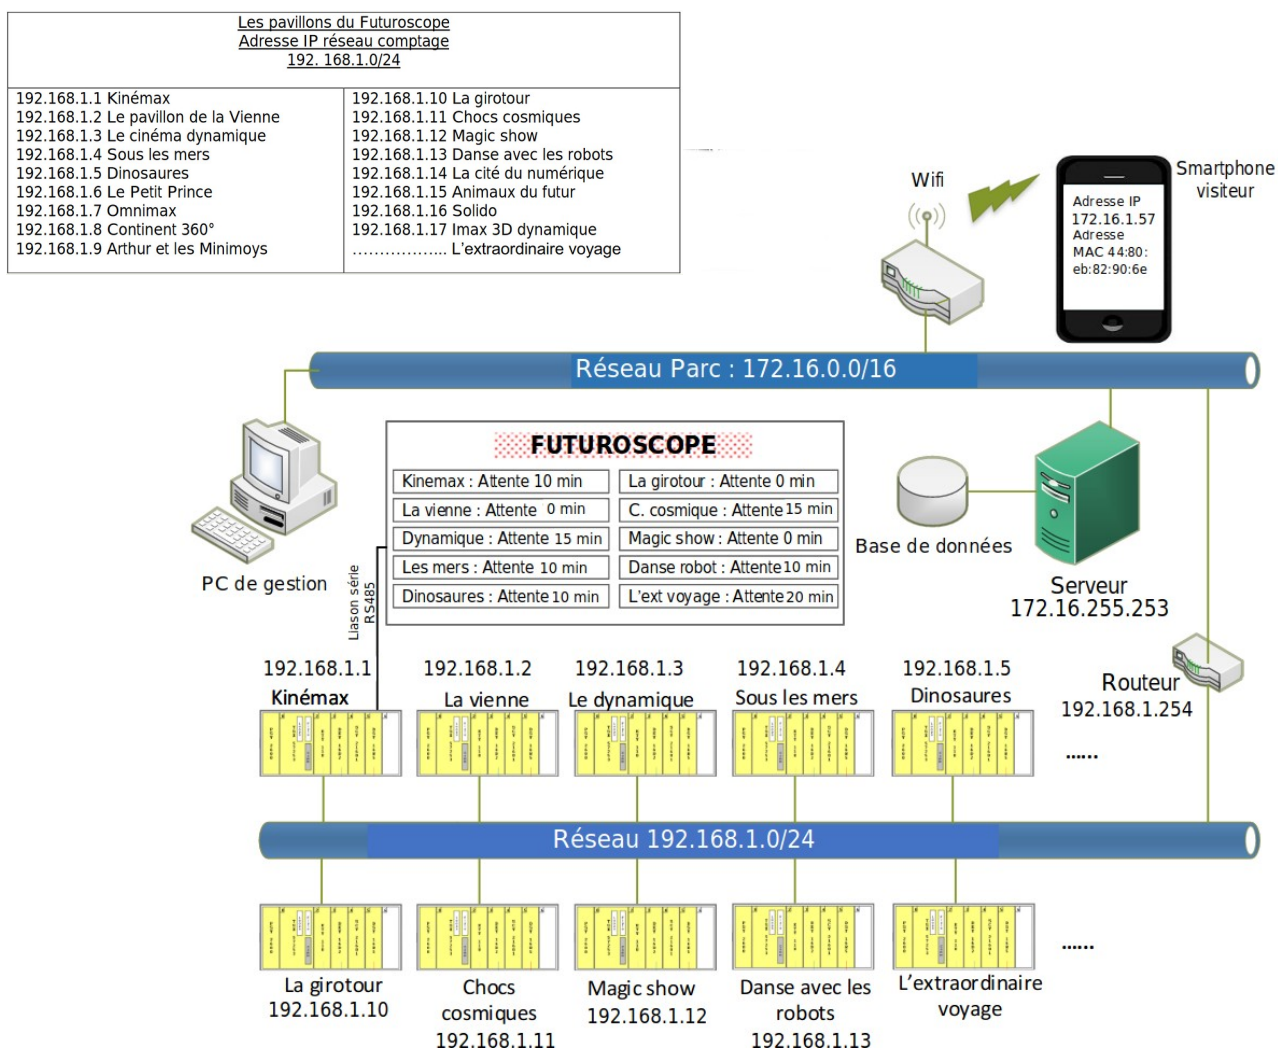 Les pavillons du Futuroscope
Adresse IP réseau comptage
192. 168.1.0/24
192.168.1.1 Kinémax
192.168.1.2 Le pavillon de la Vienne
192.168.1.3 Le cinéma dynamique
192.168.1.4 Sous les mers
192.168.1.5 Dinosaures
192.168.1.6 Le Petit Prince
192.168.1.7 Omnimax
192.168.1.8 Continent 360°
192.168.1.9 Arthur et les Minimoys
192.168.1.10 La girotour
192.168.1.11 Chocs cosmiques
192.168.1.12 Magic show
192.168.1.13 Danse avec les robots
192.168.1.14 La cité du numérique
192.168.1.15 Animaux du futur
192.168.1.16 Solido
192.168.1.17 Imax 3D dynamique
................. L'extraordinaire voyage
Wifi
Smartphone
visiteur
Adresse IP
172.16.1.57
Adresse
MAC 44:80:
eb:82:90:6e
Réseau Parc : 172.16.0.0/16
PC de gestion
FUTUROSCOPE
Kinemax : Attente 10 min
La vienne : Attente 0 min
Dynamique : Attente 15 min
Les mers : Attente 10 min
Dinosaures : Attente 10 min
La girotour : Attente 0 min
C. cosmique : Attente 15 min
Magic show : Attente 0 min
Danse robot : Attente 10 min
L'ext voyage : Attente 20 min
Liason série
RS485
Base de données
Serveur
172.16.255.253
Routeur
192.168.1.254
192.168.1.1
Kinémax
192.168.1.2
La vienne
192.168.1.3
Le dynamique
192.168.1.4
Sous les mers
192.168.1.5
Dinosaures
......
Réseau 192.168.1.0/24
La girotour
192.168.1.10
Chocs
cosmiques
192.168.1.11
Magic show
192.168.1.12
Danse avec les
robots
192.168.1.13
L'extraordinaire
voyage
......